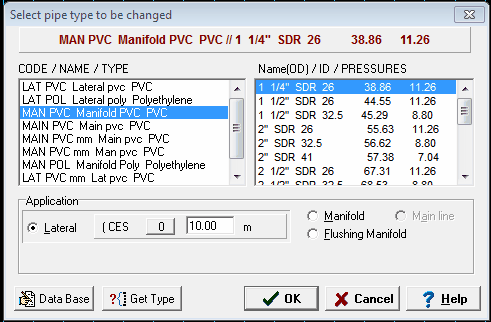 Select pipe type to be changed
MAN PVC Manifold PVC PVC // 1 1/4" SDR 26 38.86 11.26
CODE / NAME / TYPE
LAT PVC Lateral pvc PVC
LAT POL Lateral poly Polyethylene
MAN PVC Manifold PVC PVC
MAIN PVC Main pvc PVC
MAIN PVC mm Main pvc PVC
MAN PVC mm Manifold PVC PVC
MAN POL Manifold Poly Polyethylene
LAT PVC mm Lat pvc PVC
Name(OD) / ID / PRESSURES
1 1/4" SDR 26 38.86 11.26
1 1/2" SDR 26 44.55 11.26
1 1/2" SDR 32.5 45.29 8.80
2" SDR 26 55.63 11.26
2" SDR 32.5 56.62 8.80
2" SDR 41 57.38 7.04
2 1/2" SDR 26 67.31 11.26
2 1/2" SDR 32.5 68.53 8.80
Application
Lateral ( CES 0 10.00 m
Manifold Main line
Flushing Manifold
Data Base Get Type OK Cancel Help